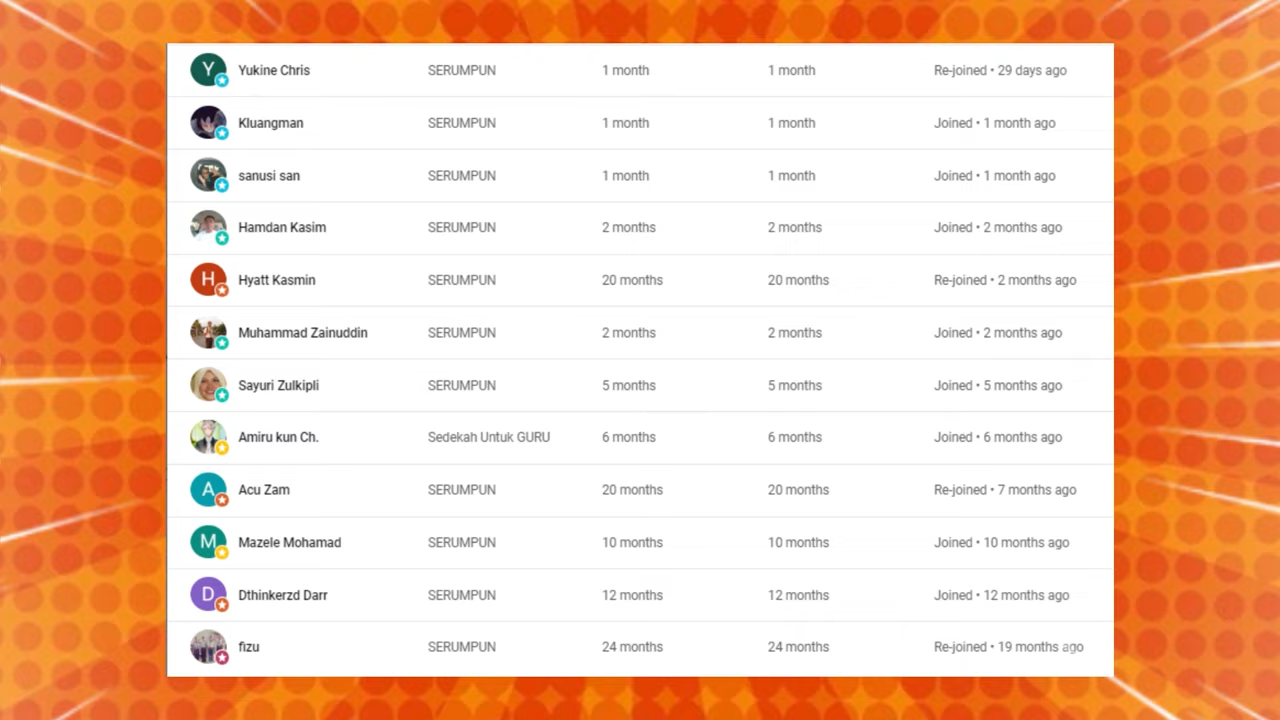 Y Yukine Chris SERUMPUN 1 month 1 month Re-joined • 29 days ago
Kluangman SERUMPUN 1 month 1 month Joined • 1 month ago
sanusi san SERUMPUN 1 month 1 month Joined • 1 month ago
Hamdan Kasim SERUMPUN 2 months 2 months Joined • 2 months ago
H Hyatt Kasmin SERUMPUN 20 months 20 months Re-joined • 2 months ago
Muhammad Zainuddin SERUMPUN 2 months 2 months Joined • 2 months ago
Sayuri Zulkipli SERUMPUN 5 months 5 months Joined • 5 months ago
Amiru kun Ch. Sedekah Untuk GURU 6 months 6 months Joined • 6 months ago
A Acu Zam SERUMPUN 20 months 20 months Re-joined • 7 months ago
M Mazele Mohamad SERUMPUN 10 months 10 months Joined • 10 months ago
D Dthinkerzd Darr SERUMPUN 12 months 12 months Joined • 12 months ago
fizu SERUMPUN 24 months 24 months Re-joined • 19 months ago